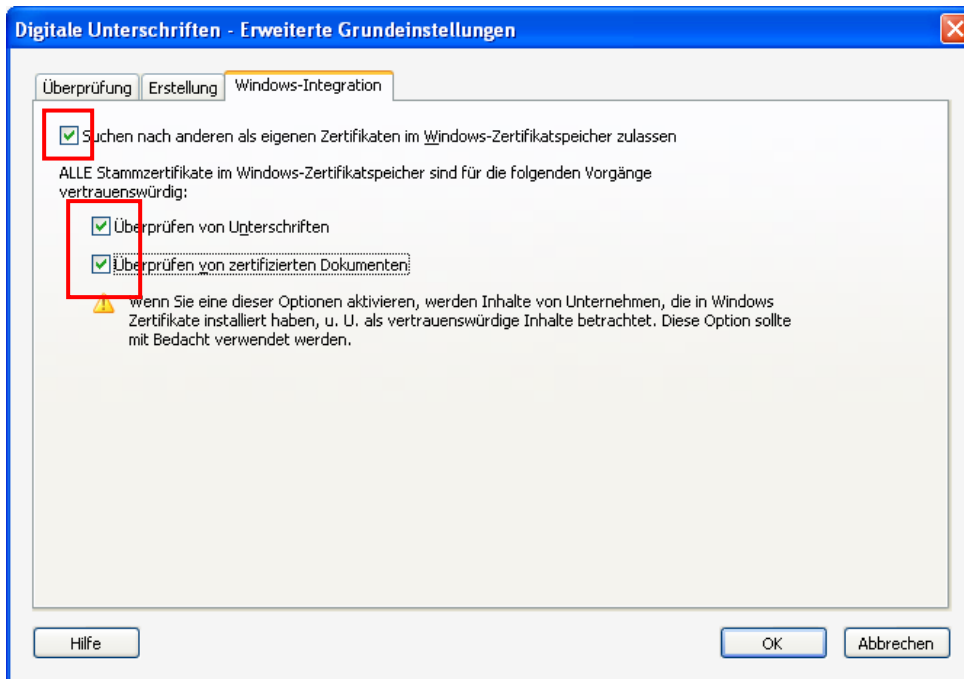 Digitale Unterschriften - Erweiterte Grundeinstellungen
Überprüfung Erstellung Windows-Integration
Suchen nach anderen als eigenen Zertifikaten im Windows-Zertifikatspeicher zulassen
ALLE Stammzertifikate im Windows-Zertifikatspeicher sind für die folgenden Vorgänge
vertrauenswürdig:
Überprüfen von Unterschriften
Überprüfen von zertifizierten Dokumenten
Wenn Sie eine dieser Optionen aktivieren, werden Inhalte von Unternehmen, die in Windows
Zertifikate installiert haben, u. U. als vertrauenswürdige Inhalte betrachtet. Diese Option sollte
mit Bedacht verwendet werden.
Hilfe OK Abbrechen